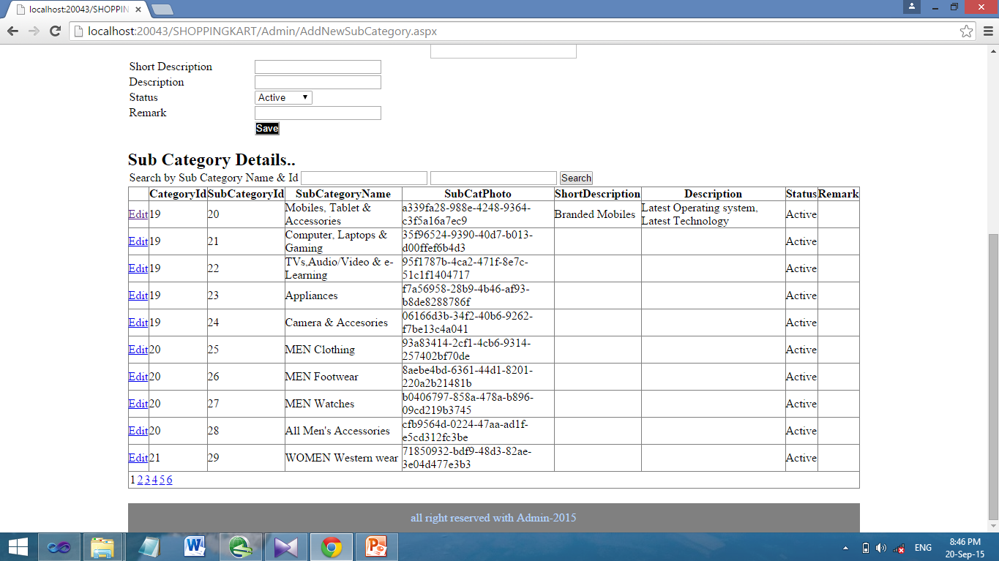 localhost:20043/SHOPPIN
localhost:20043/SHOPPINGKART/Admin/AddNewSubCategory.aspx
Short Description
Description
Status Active
Remark
Save
Sub Category Details..
Search by Sub Category Name & Id Search
CategoryId SubCategoryId SubCategoryName SubCatPhoto ShortDescription Description Status Remark
Edit 19 20 Mobiles, Tablet & Accessories a339fa28-988e-4248-9364-c3f5a16a7ec9 Branded Mobiles Latest Operating system, Latest Technology Active
Edit 19 21 Computer, Laptops & Gaming 35f96524-9390-40d7-b013-d00ffef6b4d3 Active
Edit 19 22 TVs,Audio/Video & e-Learning 95f1787b-4ca2-471f-8e7c-51c1f1404717 Active
Edit 19 23 Appliances f7a56958-28b9-4b46-af93-b8de8288786f Active
Edit 19 24 Camera & Accesories 06166d3b-34f2-40b6-9262-f7be13c4a041 Active
Edit 20 25 MEN Clothing 93a83414-2cf1-4cb6-9314-257402bf70de Active
Edit 20 26 MEN Footwear 8aebe4bd-6361-44d1-8201-220a2b21481b Active
Edit 20 27 MEN Watches b0406797-858a-478a-b896-09cd219b3745 Active
Edit 20 28 All Men's Accessories cfb9564d-0224-47aa-ad1f-e5cd312fc3be Active
Edit 21 29 WOMEN Western wear 71850932-bdf9-48d3-82ae-3e04d477e3b3 Active
1 2 3 4 5 6
all right reserved with Admin-2015
ENG
8:46 PM
20-Sep-15